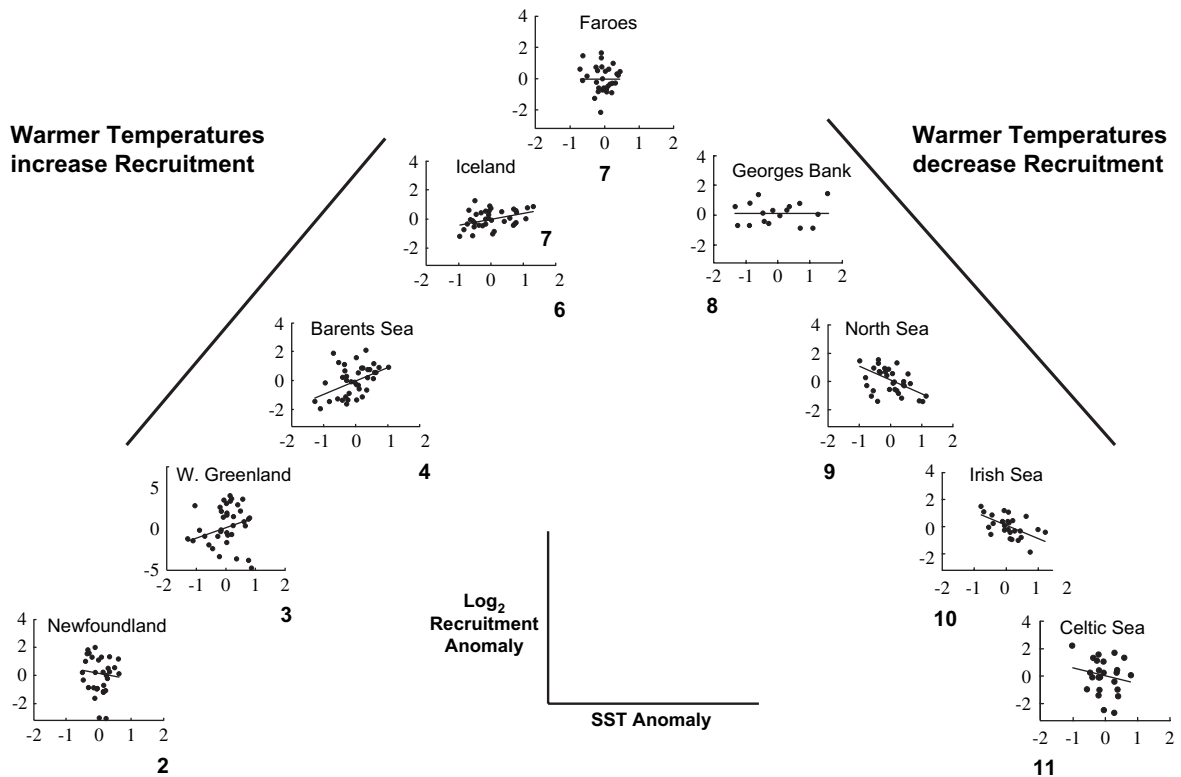 Faroes
4
2
0
-2
-2 -1 0 1 2
7
Warmer Temperatures
increase Recruitment
Warmer Temperatures
decrease Recruitment
Iceland
4
2
0
-2
-2 -1 0 1 2
7
6
Georges Bank
4
2
0
-2
-2 -1 0 1 2
8
Barents Sea
4
2
0
-2
-2 -1 0 1 2
4
North Sea
4
2
0
-2
-2 -1 0 1 2
9
W. Greenland
5
0
-5
-2 -1 0 1 2
3
Irish Sea
4
2
0
-2
-2 -1 0 1 2
10
Newfoundland
4
2
0
-2
-2 -1 0 1 2
2
Log2
Recruitment
Anomaly
SST Anomaly
Celtic Sea
4
2
0
-2
-2 -1 0 1 2
11